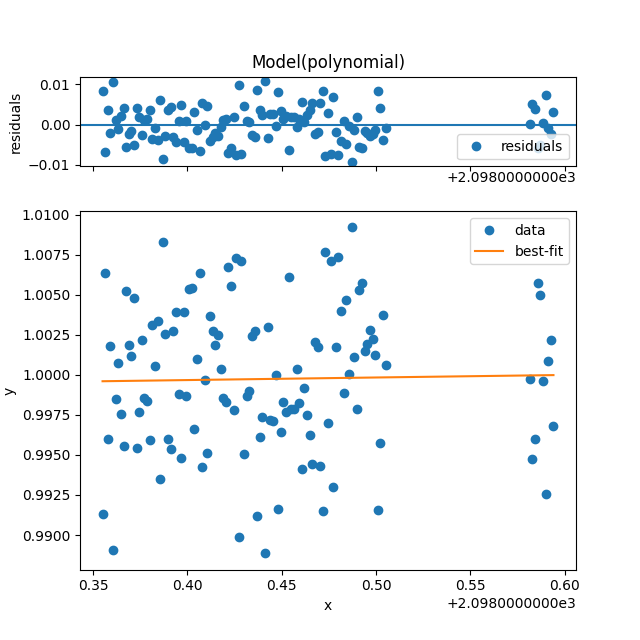 Model(polynomial)
0.01
0.00
−0.01
residuals
residuals
+2.0980000000e3
1.0100
1.0075
1.0050
1.0025
1.0000
0.9975
0.9950
0.9925
0.9900
y
data
best-fit
0.35 0.40 0.45 0.50 0.55 0.60
x
+2.0980000000e3